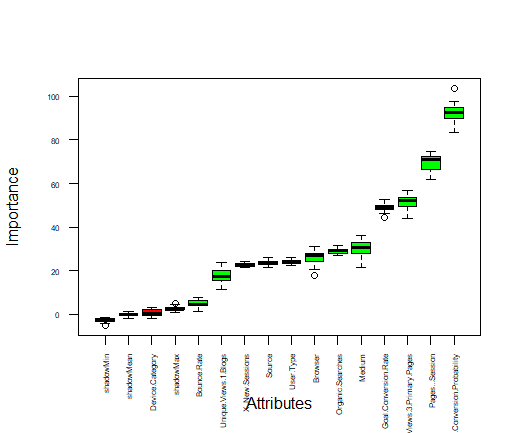 Importance
100
80
60
40
20
0
shadowMin
shadowMean
Device.Category
shadowMax
Bounce.Rate
Unique.Views.1.Blogs
X..New.Sessions
Source
User.Type
Browser
Organic.Searches
Medium
Goal.Conversion.Rate
Views.3.Primary.Pages
Pages...Session
.Conversion.Probability
Attributes